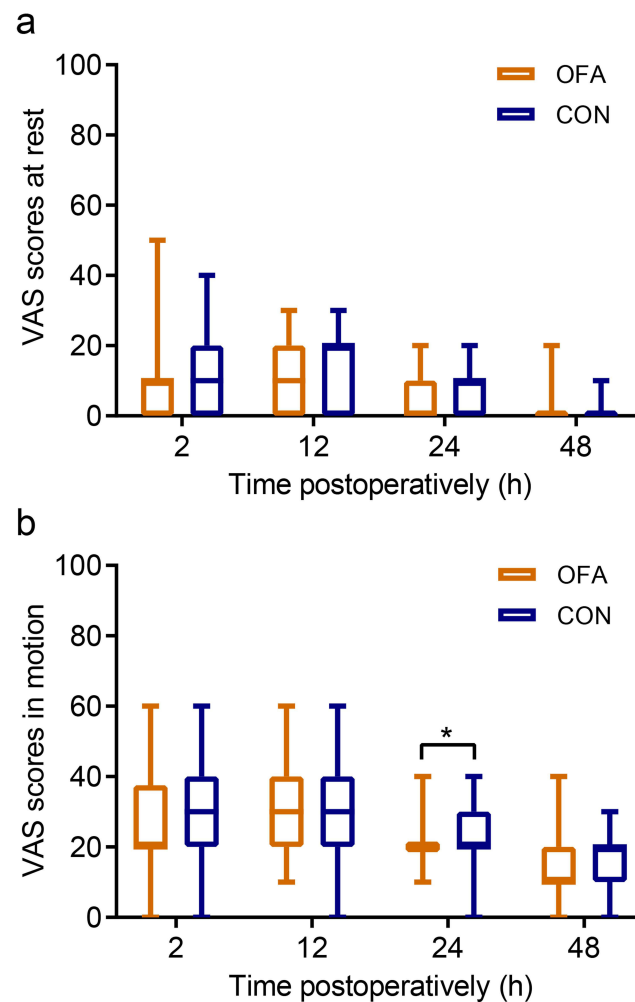 a
100
80
60
40
20
0
VAS scores at rest
OFA
CON
2 12 24 48
Time postoperatively (h)
b
100
80
60
40
20
0
VAS scores in motion
OFA
CON
*
2 12 24 48
Time postoperatively (h)